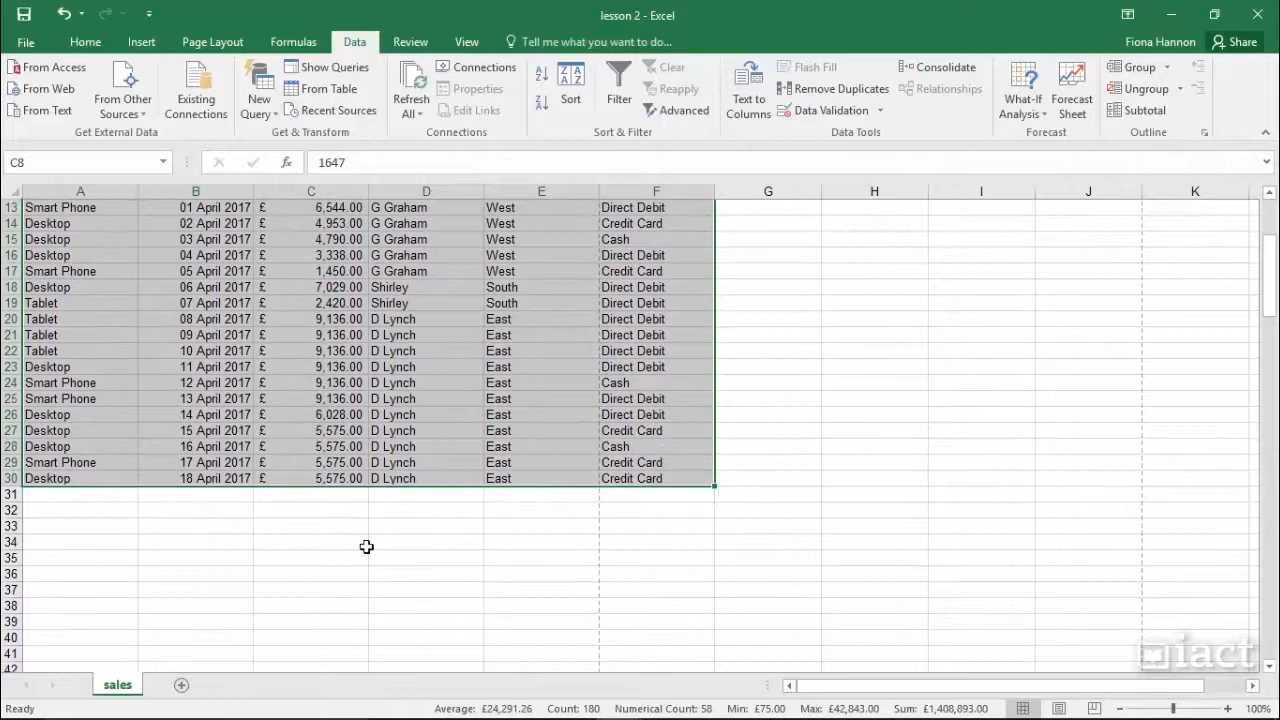 lesson 2 - Excel
File Home Insert Page Layout Formulas Data Review View Tell me what you want to do... Fiona Hannon Share
From Access
From Web
From Text
From Other Sources
Existing Connections
Get External Data
New Query
Show Queries
From Table
Recent Sources
Get & Transform
Refresh All
Connections
Properties
Edit Links
Connections
Sort
Filter
Clear
Reapply
Advanced
Sort & Filter
Text to Columns
Flash Fill
Remove Duplicates
Data Validation
Consolidate
Relationships
Data Tools
What-If Analysis
Forecast Sheet
Forecast
Group
Ungroup
Subtotal
Outline
C8 fx 1647
A B C D E F G H I J K
13 Smart Phone 01 April 2017 £ 6,544.00 G Graham West Direct Debit
14 Desktop 02 April 2017 £ 4,953.00 G Graham West Credit Card
15 Desktop 03 April 2017 £ 4,790.00 G Graham West Cash
16 Desktop 04 April 2017 £ 3,338.00 G Graham West Direct Debit
17 Smart Phone 05 April 2017 £ 1,450.00 G Graham West Credit Card
18 Desktop 06 April 2017 £ 7,029.00 Shirley South Direct Debit
19 Tablet 07 April 2017 £ 2,420.00 Shirley South Direct Debit
20 Tablet 08 April 2017 £ 9,136.00 D Lynch East Direct Debit
21 Tablet 09 April 2017 £ 9,136.00 D Lynch East Direct Debit
22 Tablet 10 April 2017 £ 9,136.00 D Lynch East Direct Debit
23 Desktop 11 April 2017 £ 9,136.00 D Lynch East Direct Debit
24 Smart Phone 12 April 2017 £ 9,136.00 D Lynch East Cash
25 Smart Phone 13 April 2017 £ 9,136.00 D Lynch East Direct Debit
26 Desktop 14 April 2017 £ 6,028.00 D Lynch East Direct Debit
27 Desktop 15 April 2017 £ 5,575.00 D Lynch East Credit Card
28 Desktop 16 April 2017 £ 5,575.00 D Lynch East Cash
29 Smart Phone 17 April 2017 £ 5,575.00 D Lynch East Credit Card
30 Desktop 18 April 2017 £ 5,575.00 D Lynch East Credit Card
31
32
33
34
35
36
37
38
39
40
41
42
iact
sales
Ready Average: £24,291.26 Count: 180 Numerical Count: 58 Min: £75.00 Max: £42,843.00 Sum: £1,408,893.00 100%